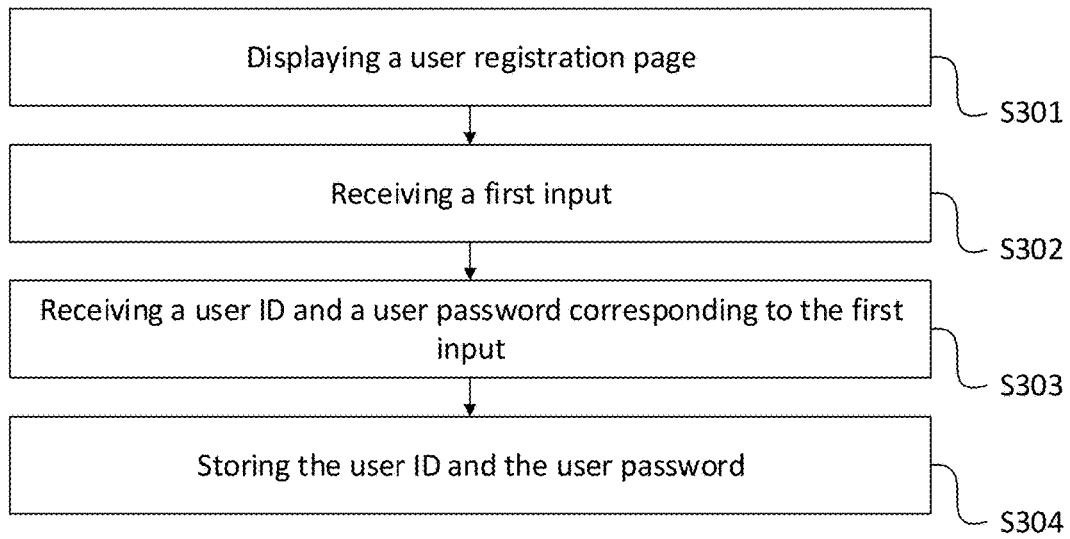 Displaying a user registration page
S301
Receiving a first input
S302
Receiving a user ID and a user password corresponding to the first
input
S303
Storing the user ID and the user password
S304